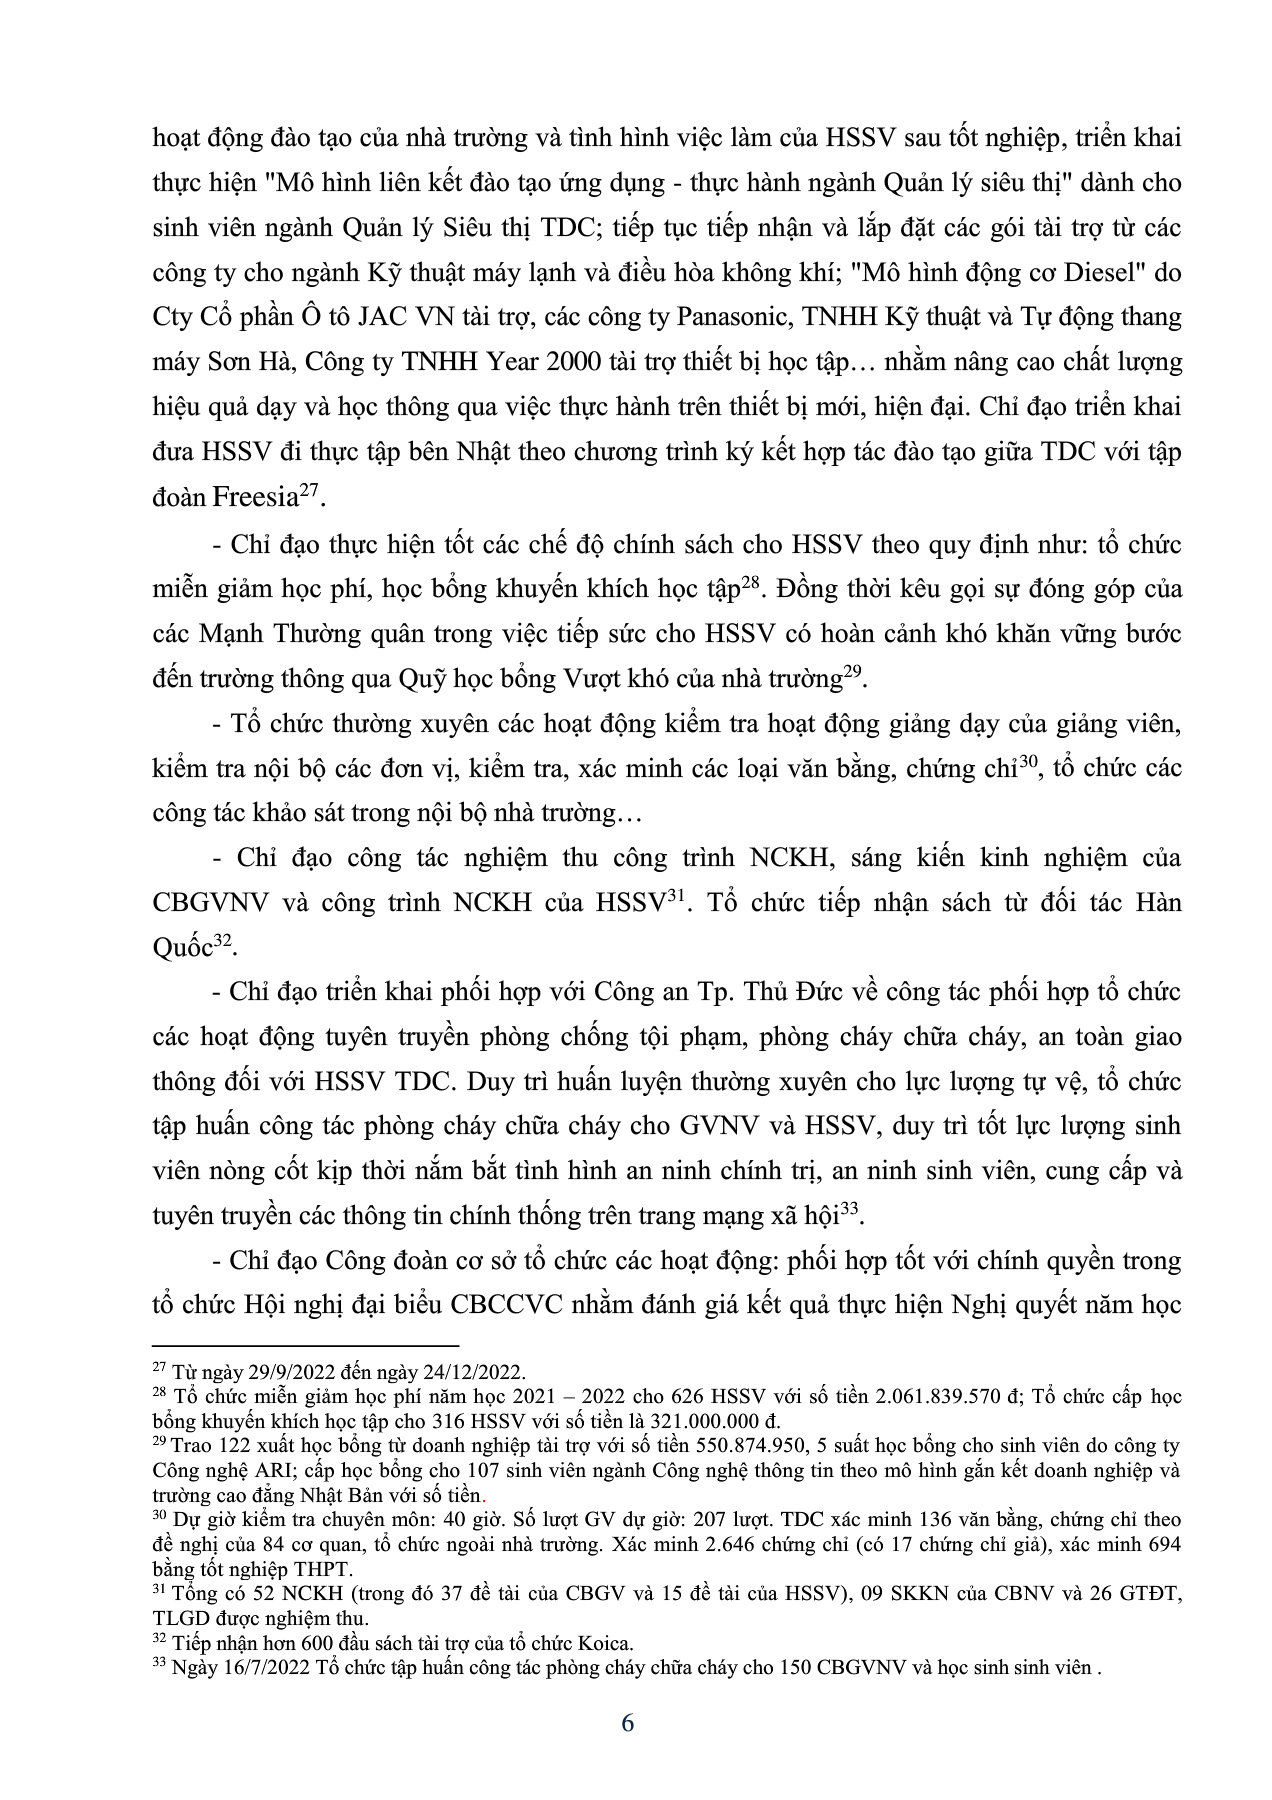 hoạt động đào tạo của nhà trường và tình hình việc làm của HSSV sau tốt nghiệp, triển khai
thực hiện "Mô hình liên kết đào tạo ứng dụng - thực hành ngành Quản lý siêu thị" dành cho
sinh viên ngành Quản lý Siêu thị TDC; tiếp tục tiếp nhận và lắp đặt các gói tài trợ từ các
công ty cho ngành Kỹ thuật máy lạnh và điều hòa không khí; "Mô hình động cơ Diesel" do
Cty Cổ phần Ô tô JAC VN tài trợ, các công ty Panasonic, TNHH Kỹ thuật và Tự động thang
máy Sơn Hà, Công ty TNHH Year 2000 tài trợ thiết bị học tập… nhằm nâng cao chất lượng
hiệu quả dạy và học thông qua việc thực hành trên thiết bị mới, hiện đại. Chỉ đạo triển khai
đưa HSSV đi thực tập bên Nhật theo chương trình ký kết hợp tác đào tạo giữa TDC với tập
đoàn Freesia27.
- Chỉ đạo thực hiện tốt các chế độ chính sách cho HSSV theo quy định như: tổ chức
miễn giảm học phí, học bổng khuyến khích học tập28. Đồng thời kêu gọi sự đóng góp của
các Mạnh Thường quân trong việc tiếp sức cho HSSV có hoàn cảnh khó khăn vững bước
đến trường thông qua Quỹ học bổng Vượt khó của nhà trường29.
- Tổ chức thường xuyên các hoạt động kiểm tra hoạt động giảng dạy của giảng viên,
kiểm tra nội bộ các đơn vị, kiểm tra, xác minh các loại văn bằng, chứng chỉ30, tổ chức các
công tác khảo sát trong nội bộ nhà trường…
- Chỉ đạo công tác nghiệm thu công trình NCKH, sáng kiến kinh nghiệm của
CBGVNV và công trình NCKH của HSSV31. Tổ chức tiếp nhận sách từ đối tác Hàn
Quốc32.
- Chỉ đạo triển khai phối hợp với Công an Tp. Thủ Đức về công tác phối hợp tổ chức
các hoạt động tuyên truyền phòng chống tội phạm, phòng cháy chữa cháy, an toàn giao
thông đối với HSSV TDC. Duy trì huấn luyện thường xuyên cho lực lượng tự vệ, tổ chức
tập huấn công tác phòng cháy chữa cháy cho GVNV và HSSV, duy trì tốt lực lượng sinh
viên nòng cốt kịp thời nắm bắt tình hình an ninh chính trị, an ninh sinh viên, cung cấp và
tuyên truyền các thông tin chính thống trên trang mạng xã hội33.
- Chỉ đạo Công đoàn cơ sở tổ chức các hoạt động: phối hợp tốt với chính quyền trong
tổ chức Hội nghị đại biểu CBCCVC nhằm đánh giá kết quả thực hiện Nghị quyết năm học
27 Từ ngày 29/9/2022 đến ngày 24/12/2022.
28 Tổ chức miễn giảm học phí năm học 2021 – 2022 cho 626 HSSV với số tiền 2.061.839.570 đ; Tổ chức cấp học
bổng khuyến khích học tập cho 316 HSSV với số tiền là 321.000.000 đ.
29 Trao 122 xuất học bổng từ doanh nghiệp tài trợ với số tiền 550.874.950, 5 suất học bổng cho sinh viên do công ty
Công nghệ ARI; cấp học bổng cho 107 sinh viên ngành Công nghệ thông tin theo mô hình gắn kết doanh nghiệp và
trường cao đẳng Nhật Bản với số tiền.
30 Dự giờ kiểm tra chuyên môn: 40 giờ. Số lượt GV dự giờ: 207 lượt. TDC xác minh 136 văn bằng, chứng chỉ theo
đề nghị của 84 cơ quan, tổ chức ngoài nhà trường. Xác minh 2.646 chứng chỉ (có 17 chứng chỉ giả), xác minh 694
bằng tốt nghiệp THPT.
31 Tổng có 52 NCKH (trong đó 37 đề tài của CBGV và 15 đề tài của HSSV), 09 SKKN của CBNV và 26 GTĐT,
TLGD được nghiệm thu.
32 Tiếp nhận hơn 600 đầu sách tài trợ của tổ chức Koica.
33 Ngày 16/7/2022 Tổ chức tập huấn công tác phòng cháy chữa cháy cho 150 CBGVNV và học sinh sinh viên .
6